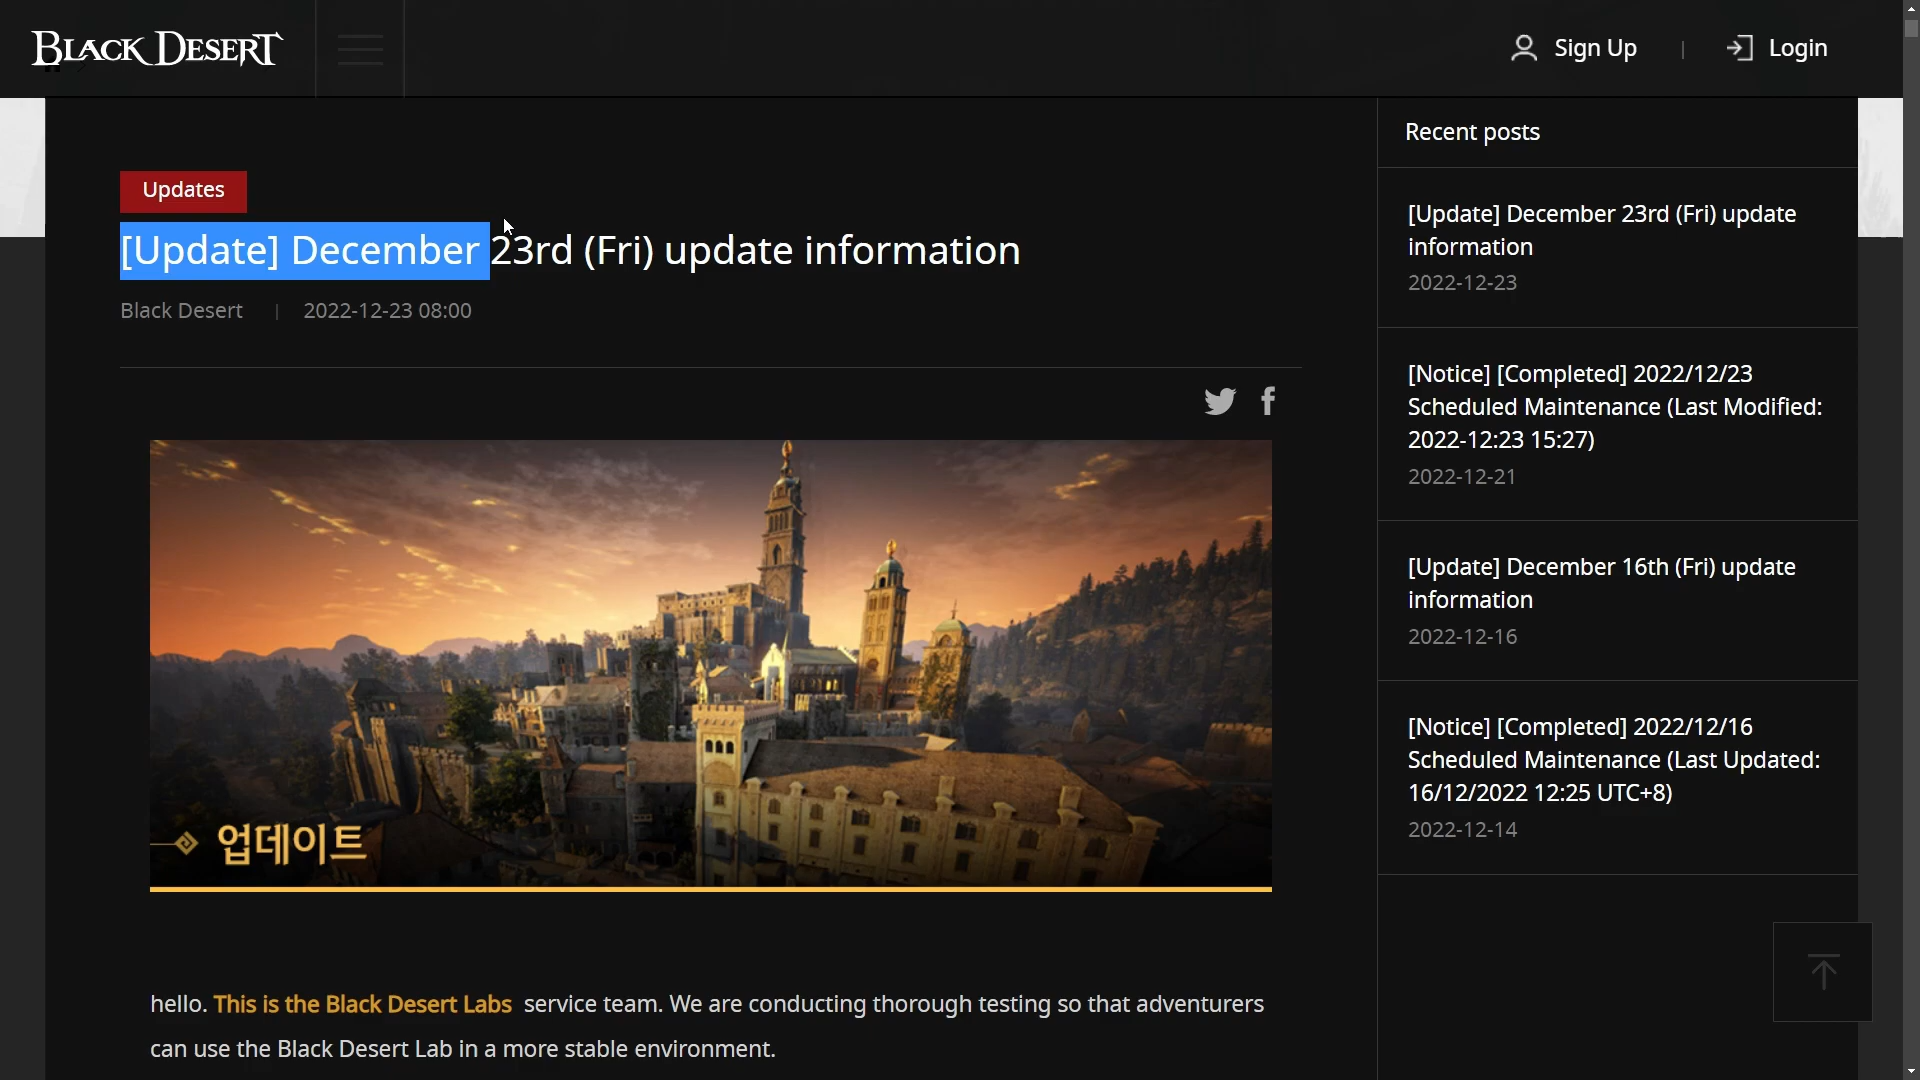 BLACK DESERT
Sign Up
Login
Updates
[Update] December 23rd (Fri) update information
Black Desert | 2022-12-23 08:00
업데이트
hello. This is the Black Desert Labs service team. We are conducting thorough testing so that adventurers
can use the Black Desert Lab in a more stable environment.
Recent posts
[Update] December 23rd (Fri) update
information
2022-12-23
[Notice] [Completed] 2022/12/23
Scheduled Maintenance (Last Modified:
2022-12:23 15:27)
2022-12-21
[Update] December 16th (Fri) update
information
2022-12-16
[Notice] [Completed] 2022/12/16
Scheduled Maintenance (Last Updated:
16/12/2022 12:25 UTC+8)
2022-12-14